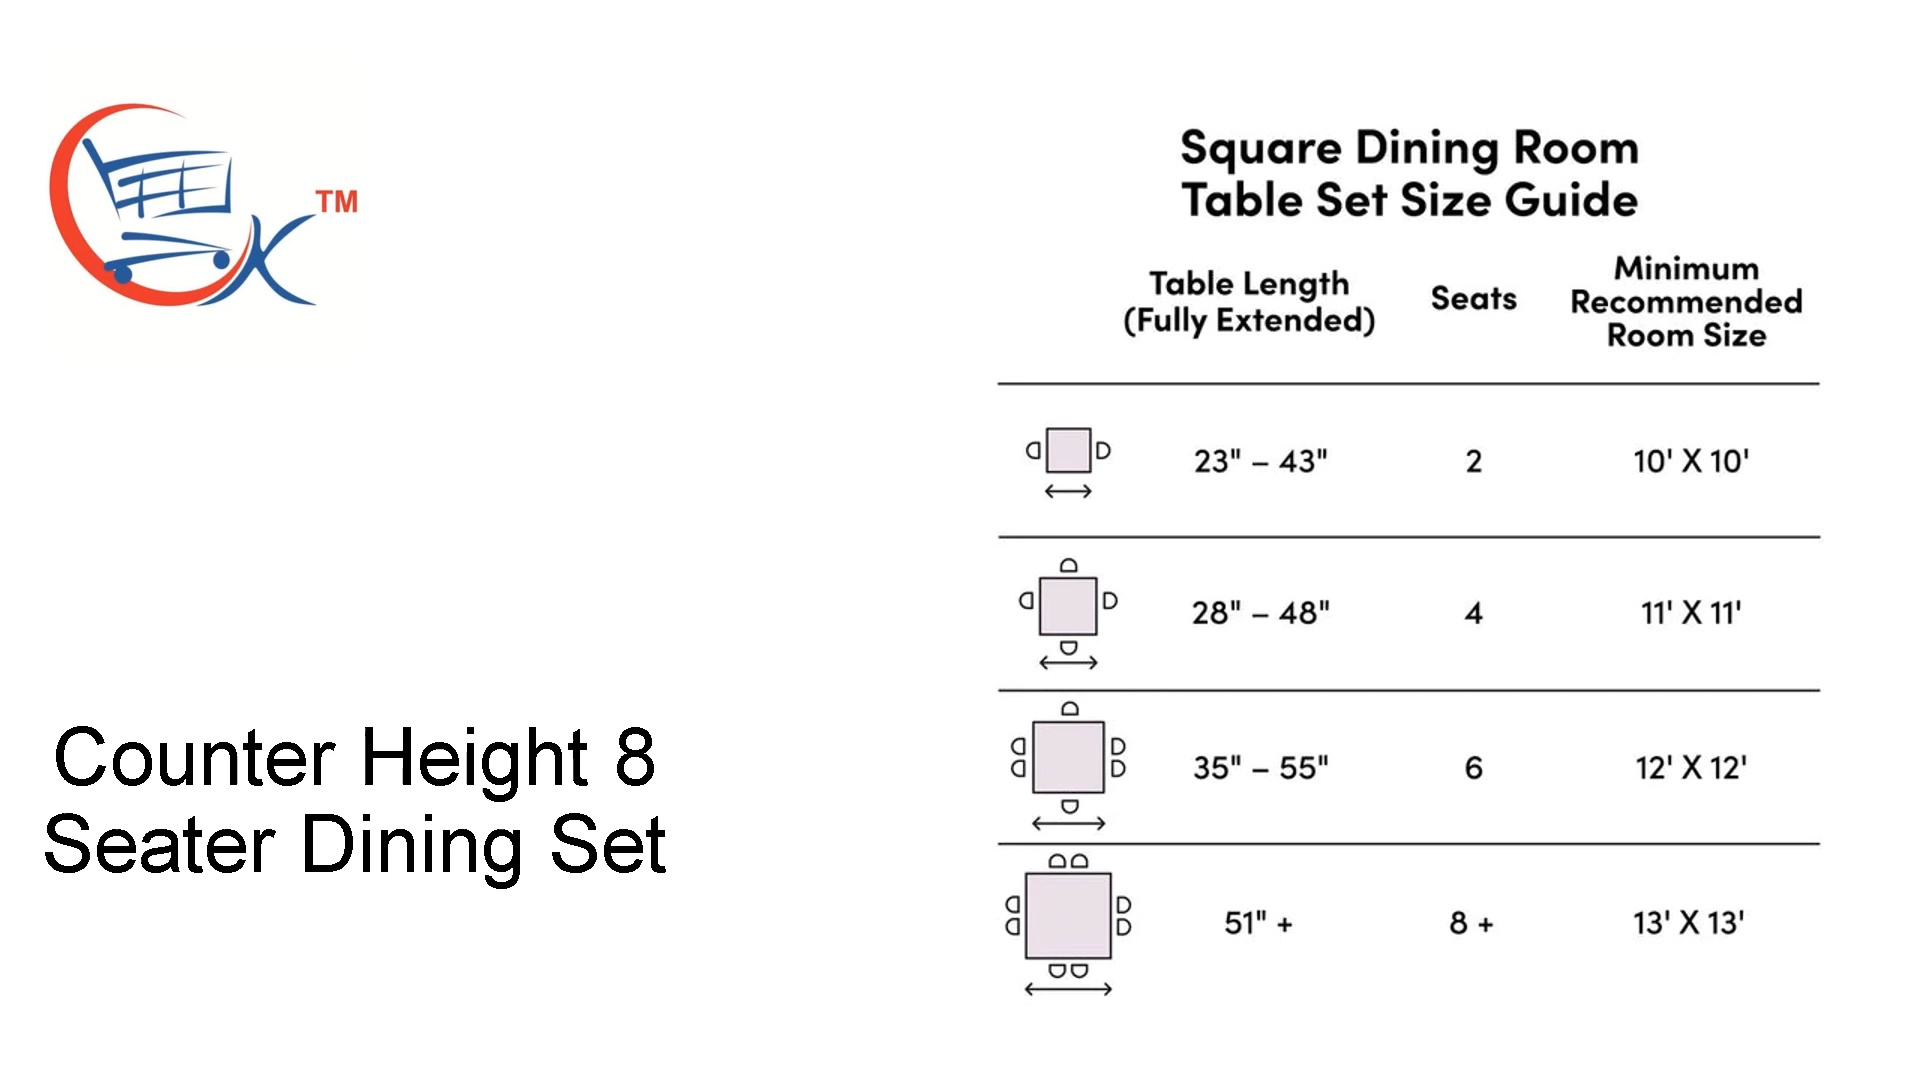 TM
Counter Height 8
Seater Dining Set
Square Dining Room
Table Set Size Guide
Table Length
(Fully Extended)
Seats
Minimum
Recommended
Room Size
23" – 43" 2 10' X 10'
28" – 48" 4 11' X 11'
35" – 55" 6 12' X 12'
51" + 8 + 13' X 13'